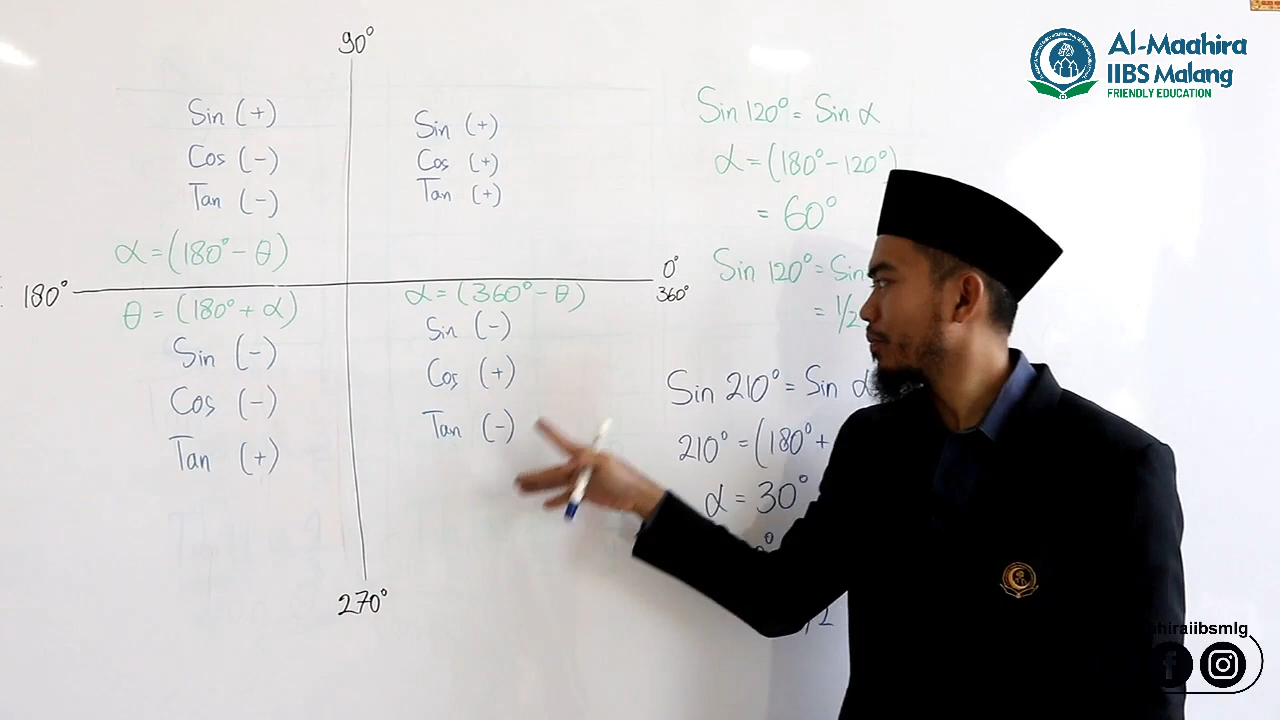 90°
Sin (+)
Cos (-)
Tan (-)
α = (180° - θ)
Sin (+)
Cos (+)
Tan (+)
180°
0°
360°
θ = (180° + α)
Sin (-)
Cos (-)
Tan (+)
α = (360° - θ)
Sin (-)
Cos (+)
Tan (-)
270°
Sin 120° = Sin α
α = (180° - 120°)
= 60°
Sin 120° = Sin
= 1/2
Sin 210° = Sin α
210° = (180° +
α = 30°
Al-Maahira
IIBS Malang
FRIENDLY EDUCATION
hiraiibsmlg